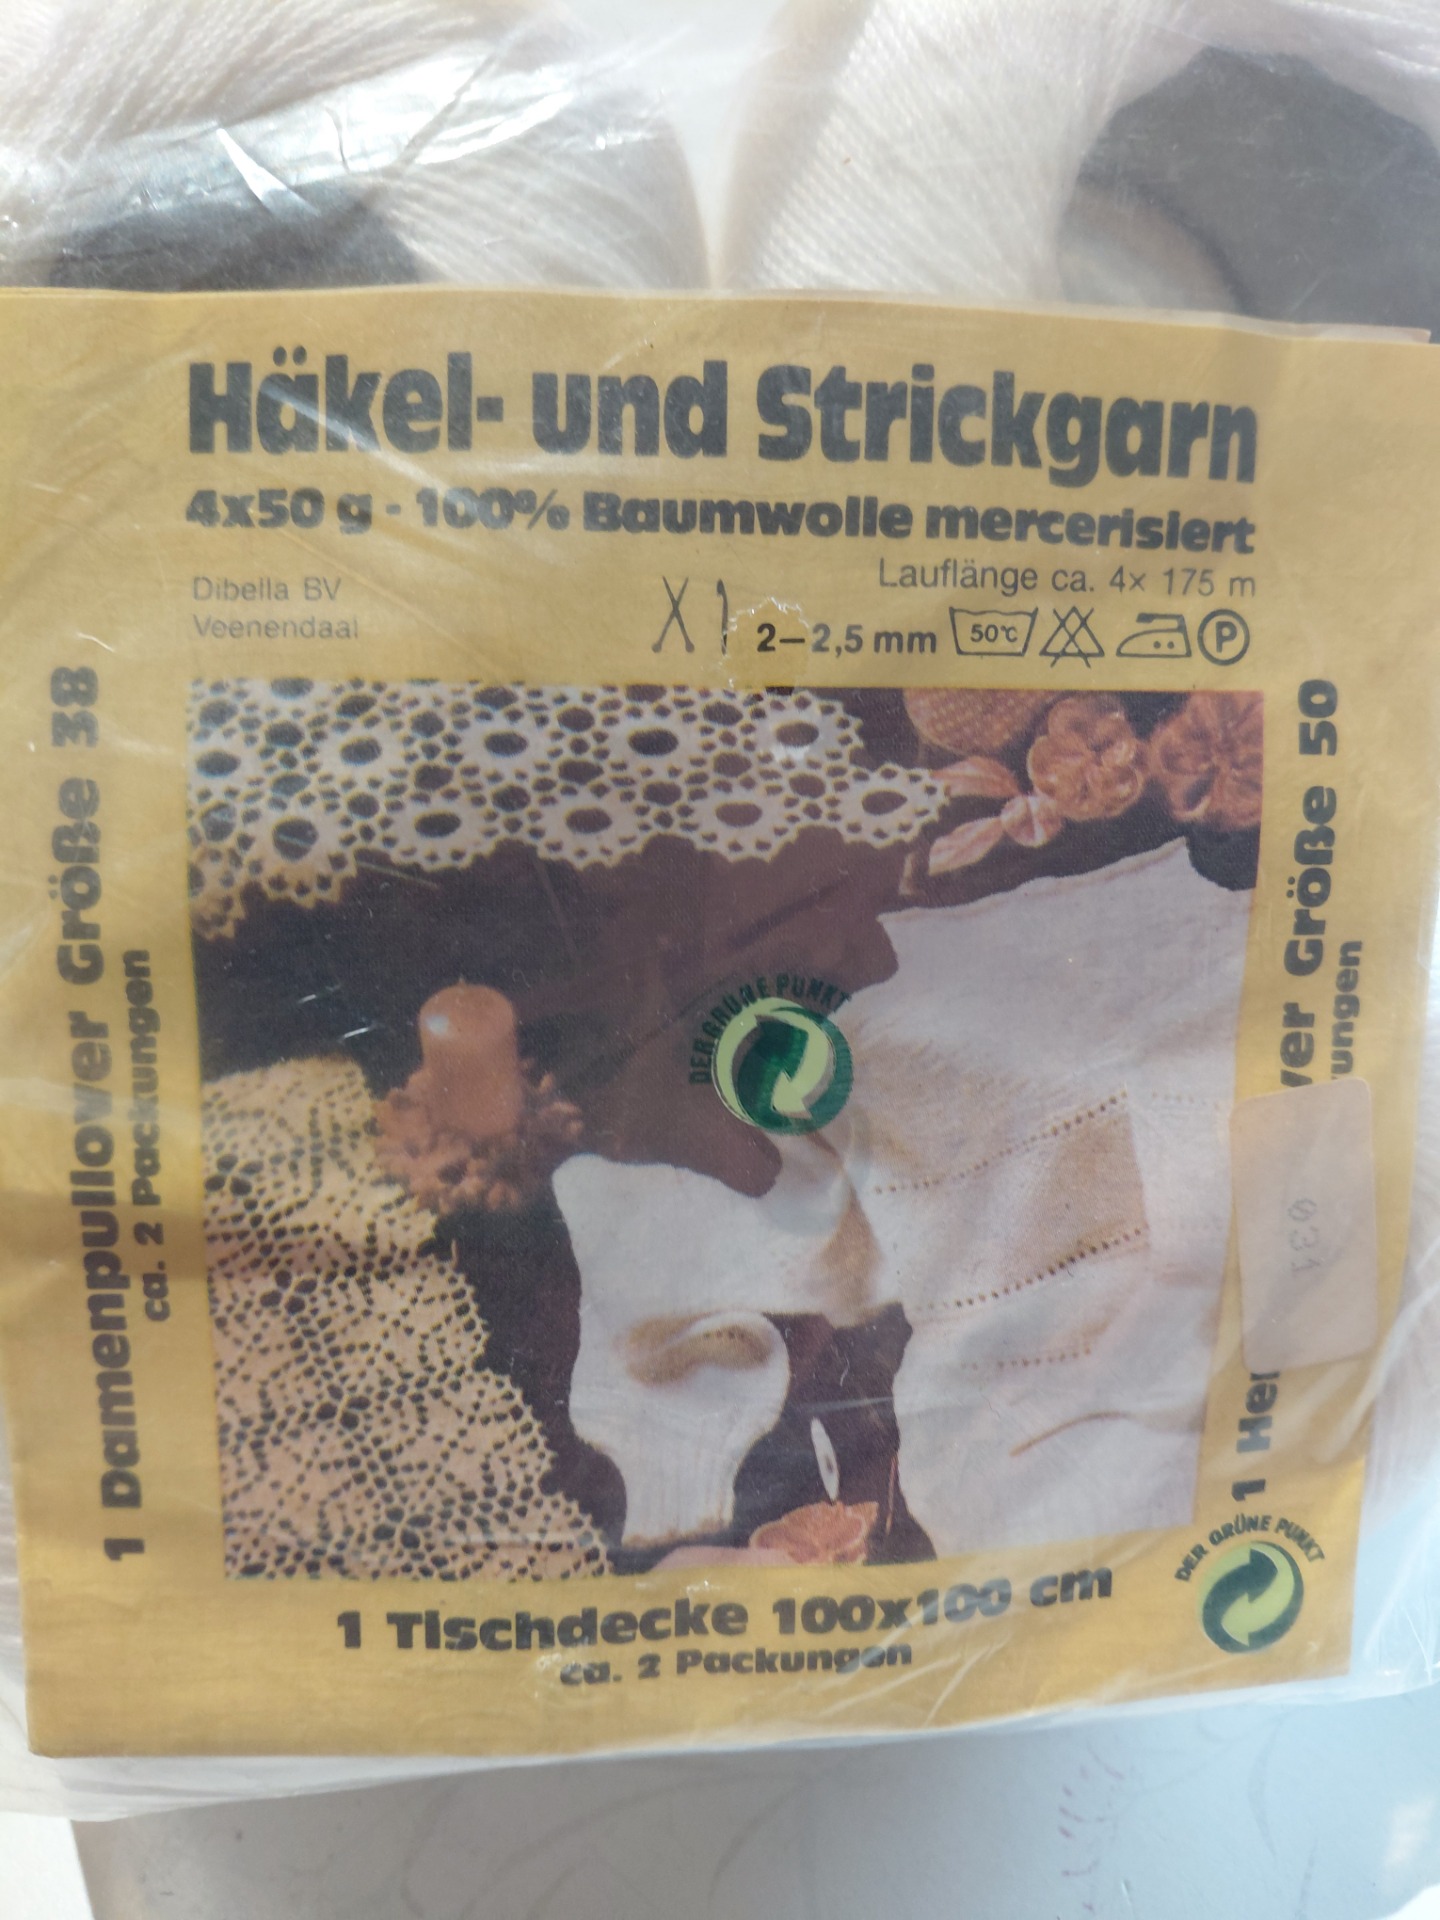 Häkel- und Strickgarn
4x50 g - 100% Baumwolle mercerisiert
Dibella BV
Veenendaal
Lauflänge ca. 4x 175 m
2-2,5 mm
50°C
P
1 Damenpullover Größe 38
ca. 2 Packungen
Größe 50
DER GRÜNE PUNKT
031
1 Tischdecke 100x100 cm
ca. 2 Packungen
DER GRÜNE PUNKT